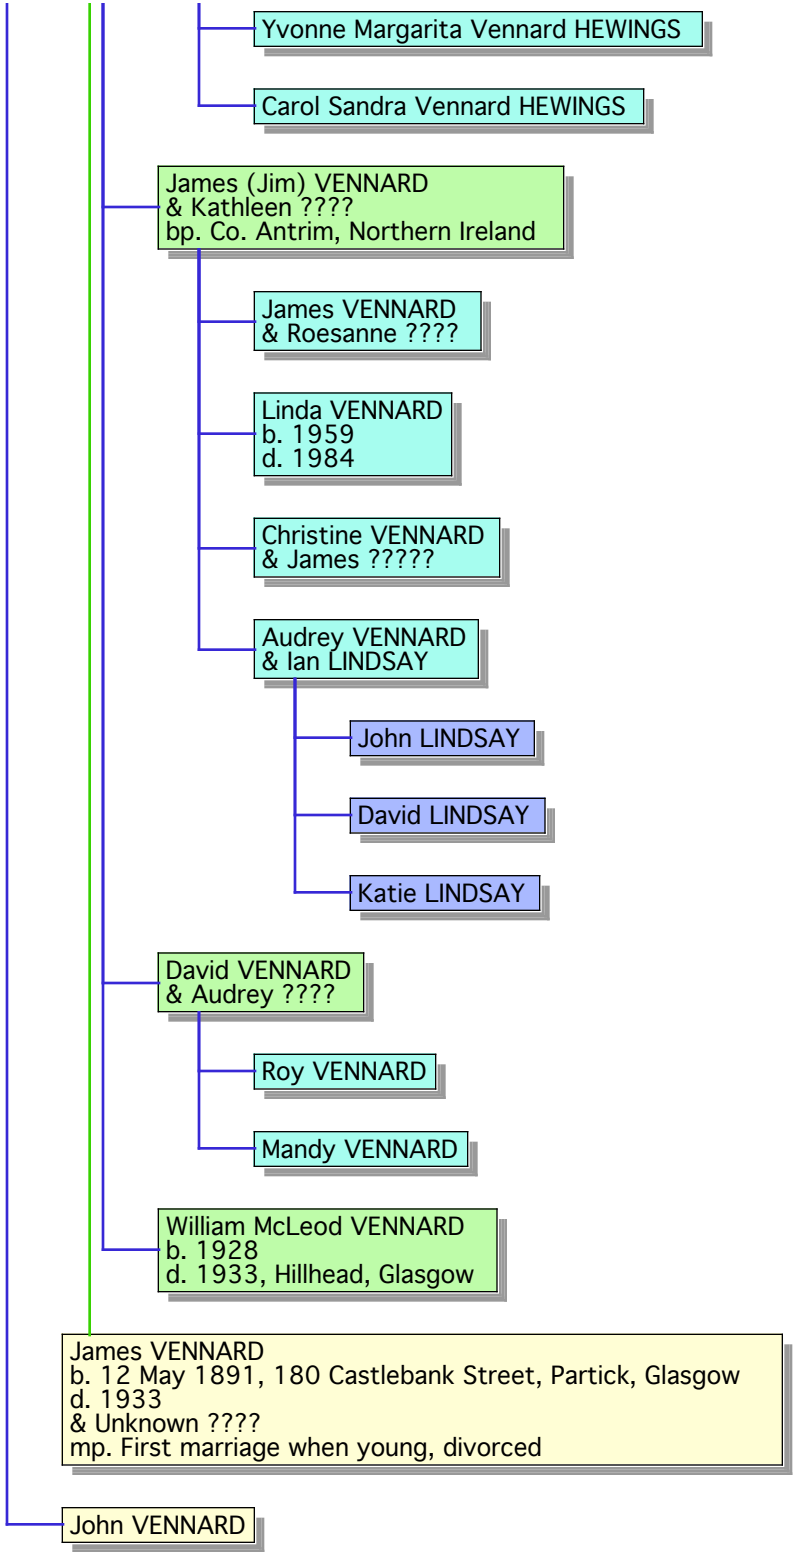 Yvonne Margarita Vennard HEWINGS
Carol Sandra Vennard HEWINGS
James (Jim) VENNARD
& Kathleen ????
bp. Co. Antrim, Northern Ireland
James VENNARD
& Roesanne ????
Linda VENNARD
b. 1959
d. 1984
Christine VENNARD
& James ?????
Audrey VENNARD
& Ian LINDSAY
John LINDSAY
David LINDSAY
Katie LINDSAY
David VENNARD
& Audrey ????
Roy VENNARD
Mandy VENNARD
William McLeod VENNARD
b. 1928
d. 1933, Hillhead, Glasgow
James VENNARD
b. 12 May 1891, 180 Castlebank Street, Partick, Glasgow
d. 1933
& Unknown ????
mp. First marriage when young, divorced
John VENNARD